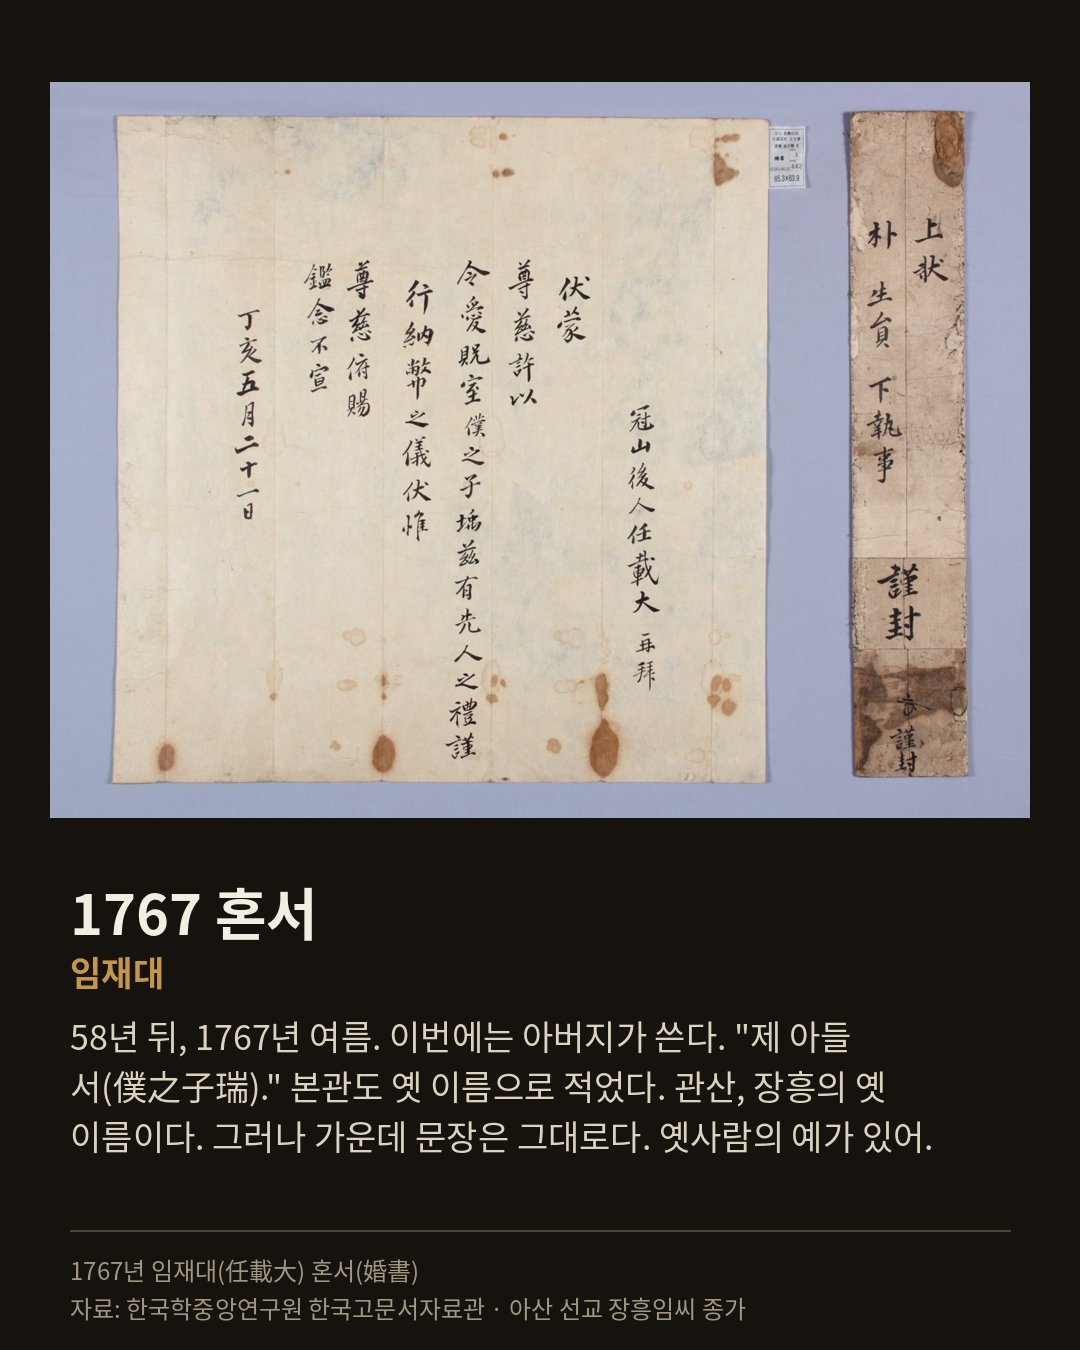 冠山後人任載大 再拜
伏蒙
尊慈許以
令愛貺室僕之子 玆有先人之禮謹
行納幣之儀伏惟
尊慈俯賜
鑑念不宣
丁亥五月二十一日
65.3X63.9
上狀
朴 生員 下執事
謹封
謹封
1767 혼서
임재대
58년 뒤, 1767년 여름. 이번에는 아버지가 쓴다. "제 아들
서(僕之子瑞)." 본관도 옛 이름으로 적었다. 관산, 장흥의 옛
이름이다. 그러나 가운데 문장은 그대로다. 옛사람의 예가 있어.
1767년 임재대(任載大) 혼서(婚書)
자료: 한국학중앙연구원 한국고문서자료관 · 아산 선교 장흥임씨 종가